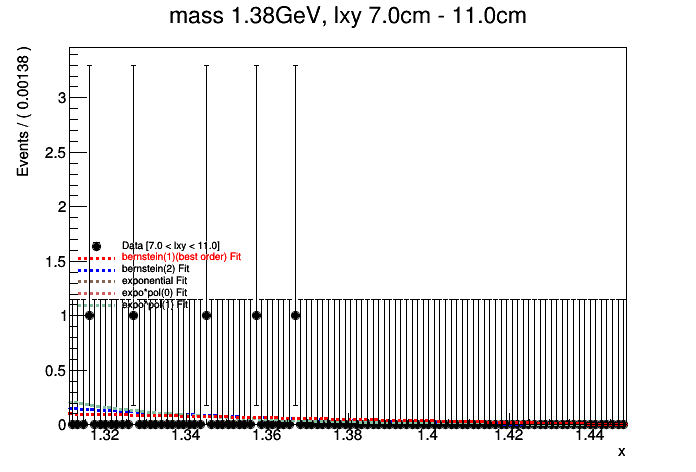 mass 1.38GeV, lxy 7.0cm - 11.0cm
Events / ( 0.00138 )
3
2.5
2
1.5
1
0.5
0
Data [7.0 < lxy < 11.0]
bernstein(1)(best order) Fit
bernstein(2) Fit
exponential Fit
expo*pol(0) Fit
expo*pol(1) Fit
1.32 1.34 1.36 1.38 1.4 1.42 1.44
x